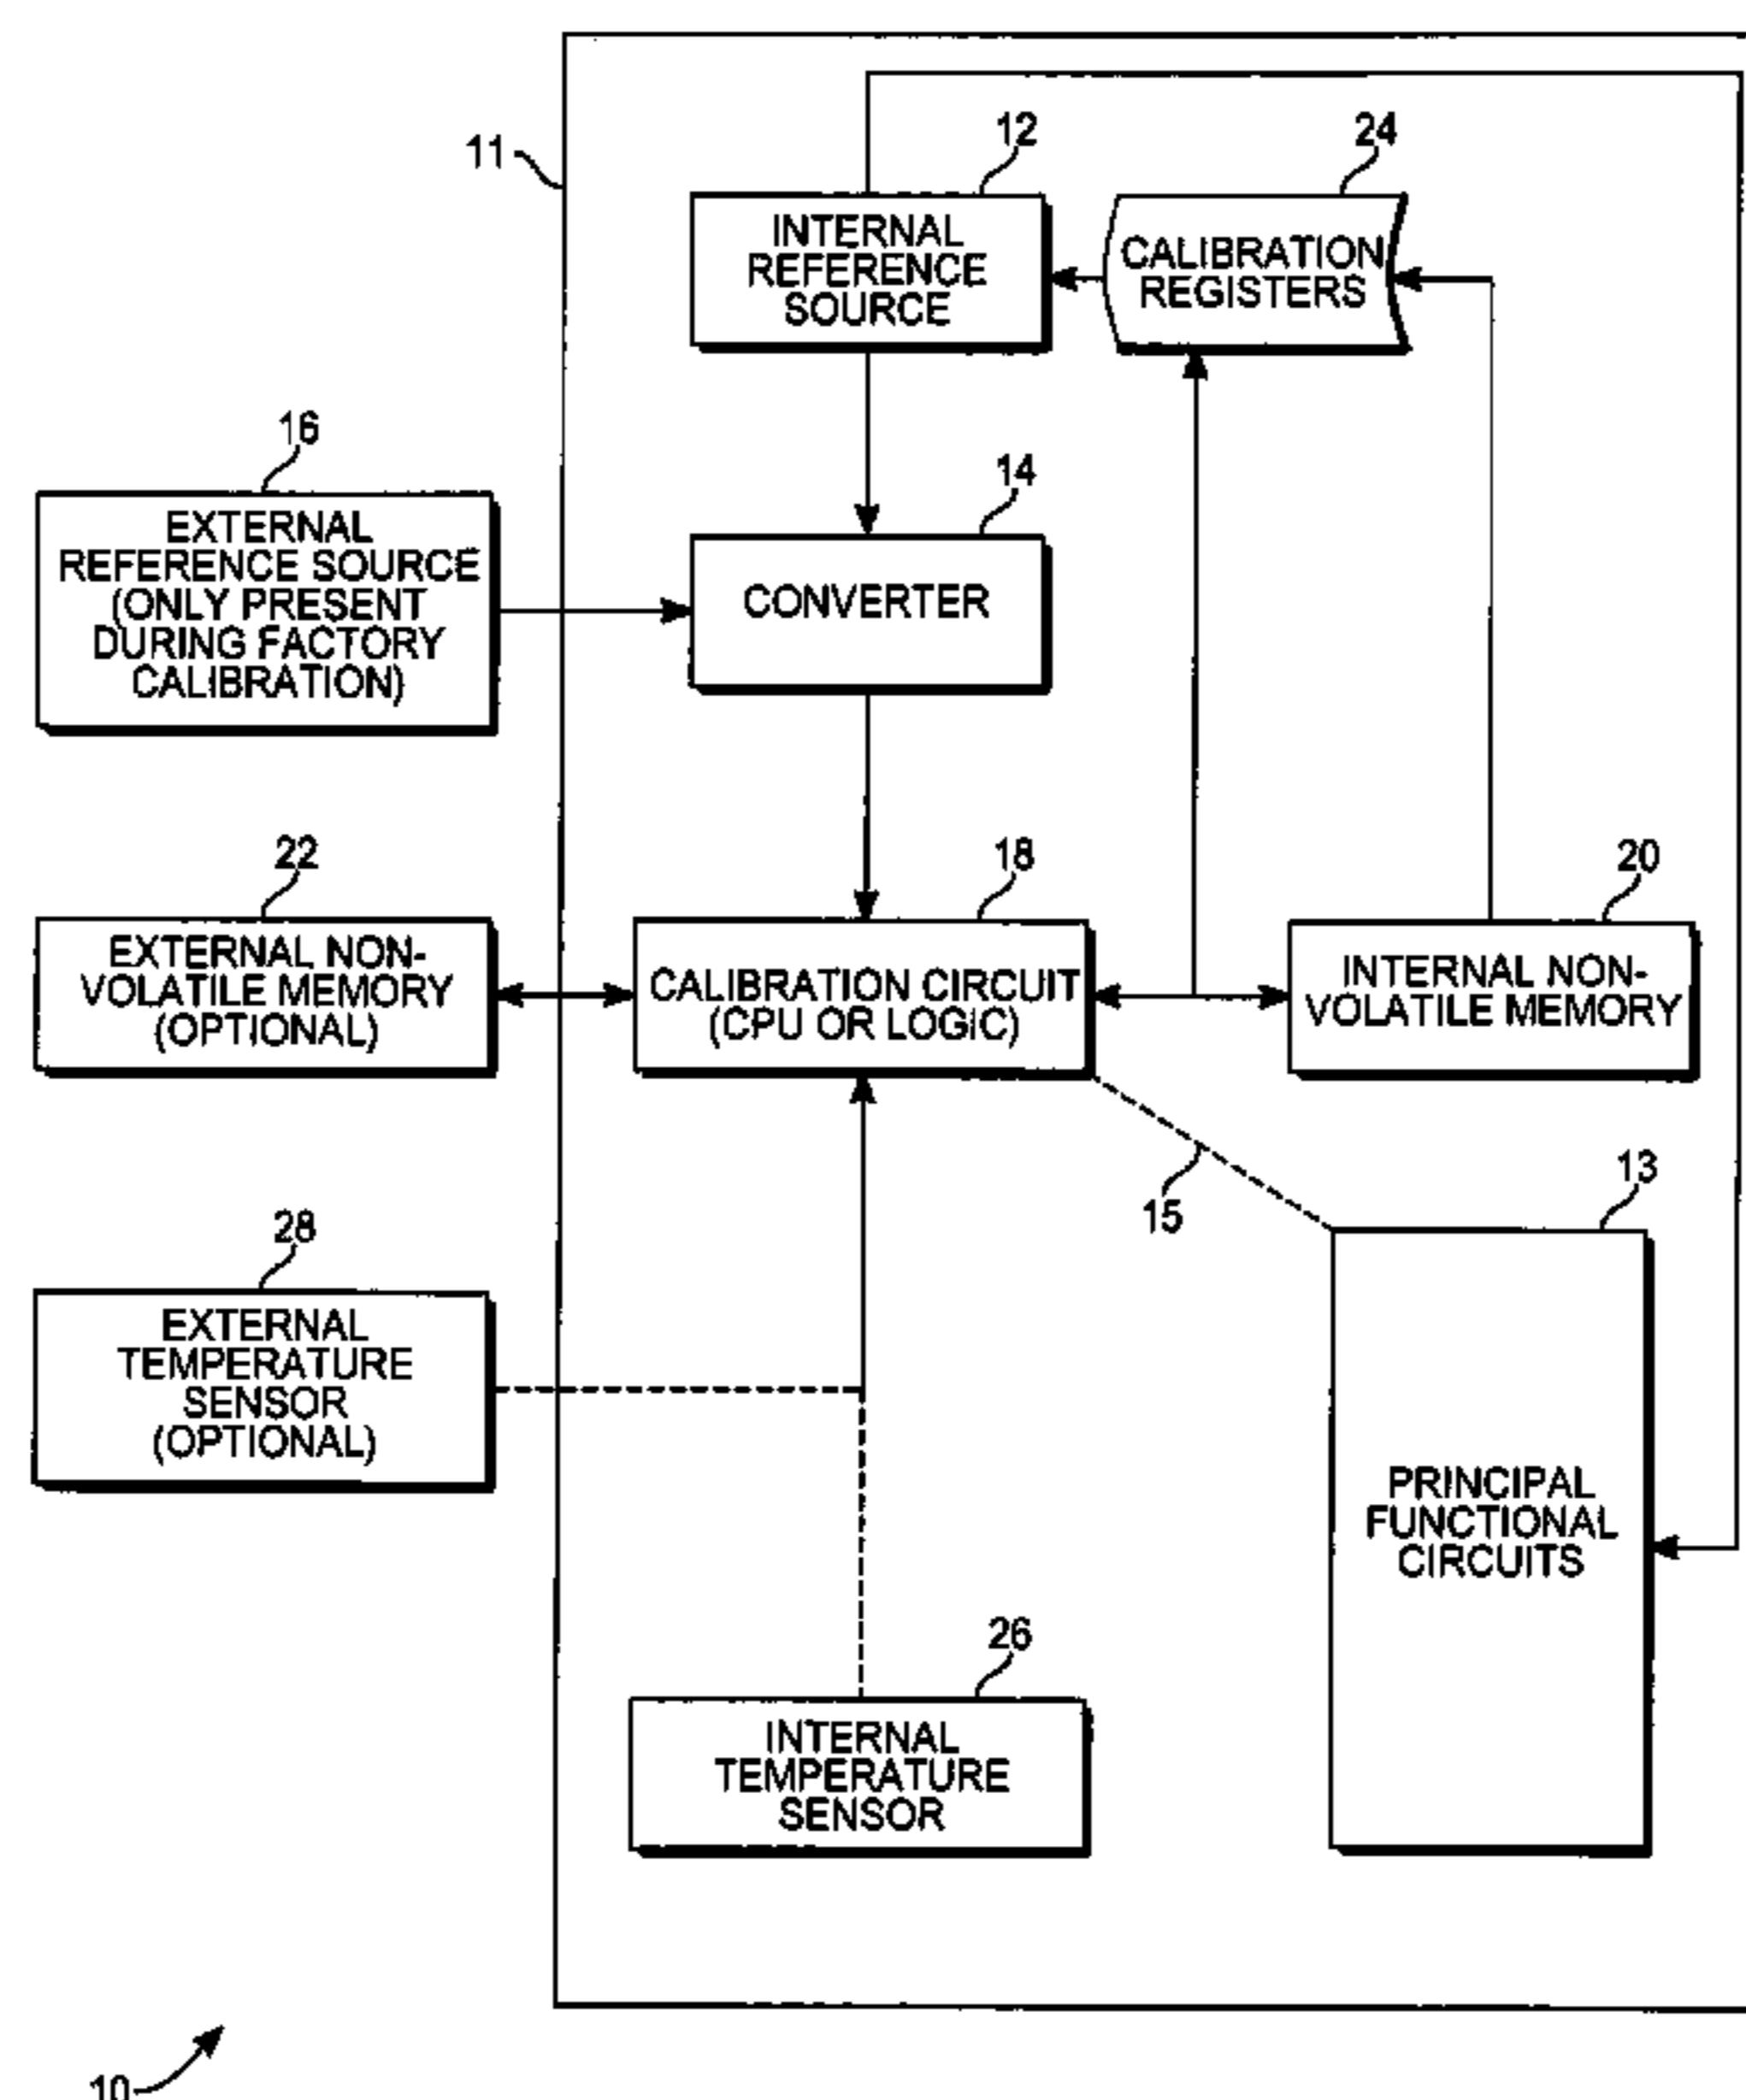 11
12
24
INTERNAL
REFERENCE
SOURCE
CALIBRATION
REGISTERS
16
EXTERNAL
REFERENCE SOURCE
(ONLY PRESENT
DURING FACTORY
CALIBRATION)
14
CONVERTER
22
EXTERNAL NON-
VOLATILE MEMORY
(OPTIONAL)
18
CALIBRATION CIRCUIT
(CPU OR LOGIC)
20
INTERNAL NON-
VOLATILE MEMORY
15
13
28
EXTERNAL
TEMPERATURE
SENSOR
(OPTIONAL)
PRINCIPAL
FUNCTIONAL
CIRCUITS
26
INTERNAL
TEMPERATURE
SENSOR
10